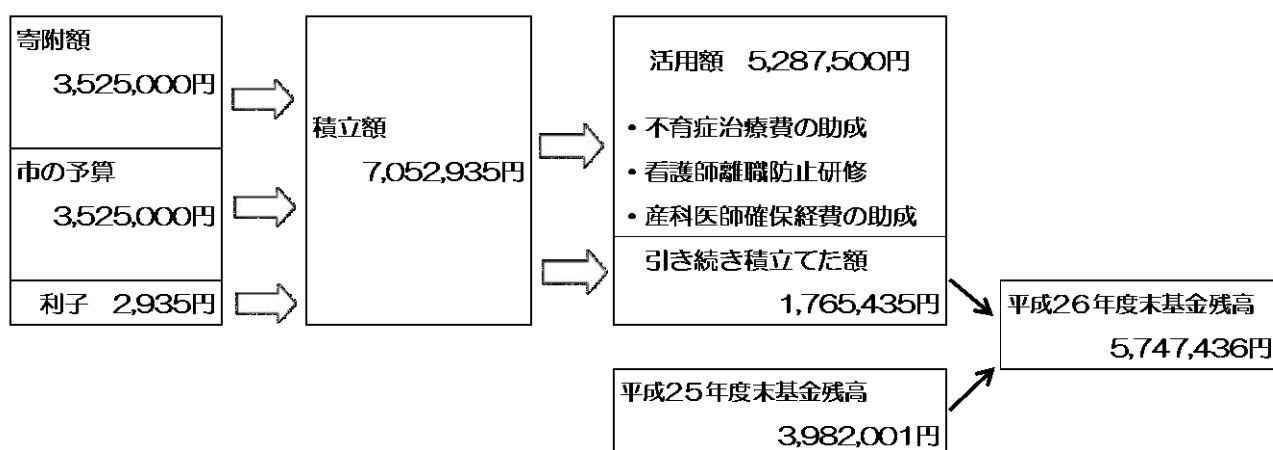 寄附額
3,525,000円
市の予算
3,525,000円
利子 2,935円
積立額
7,052,935円
活用額 5,287,500円
・不育症治療費の助成
・看護師離職防止研修
・産科医師確保経費の助成
引き続き積立てた額
1,765,435円
平成25年度末基金残高
3,982,001円
平成26年度末基金残高
5,747,436円